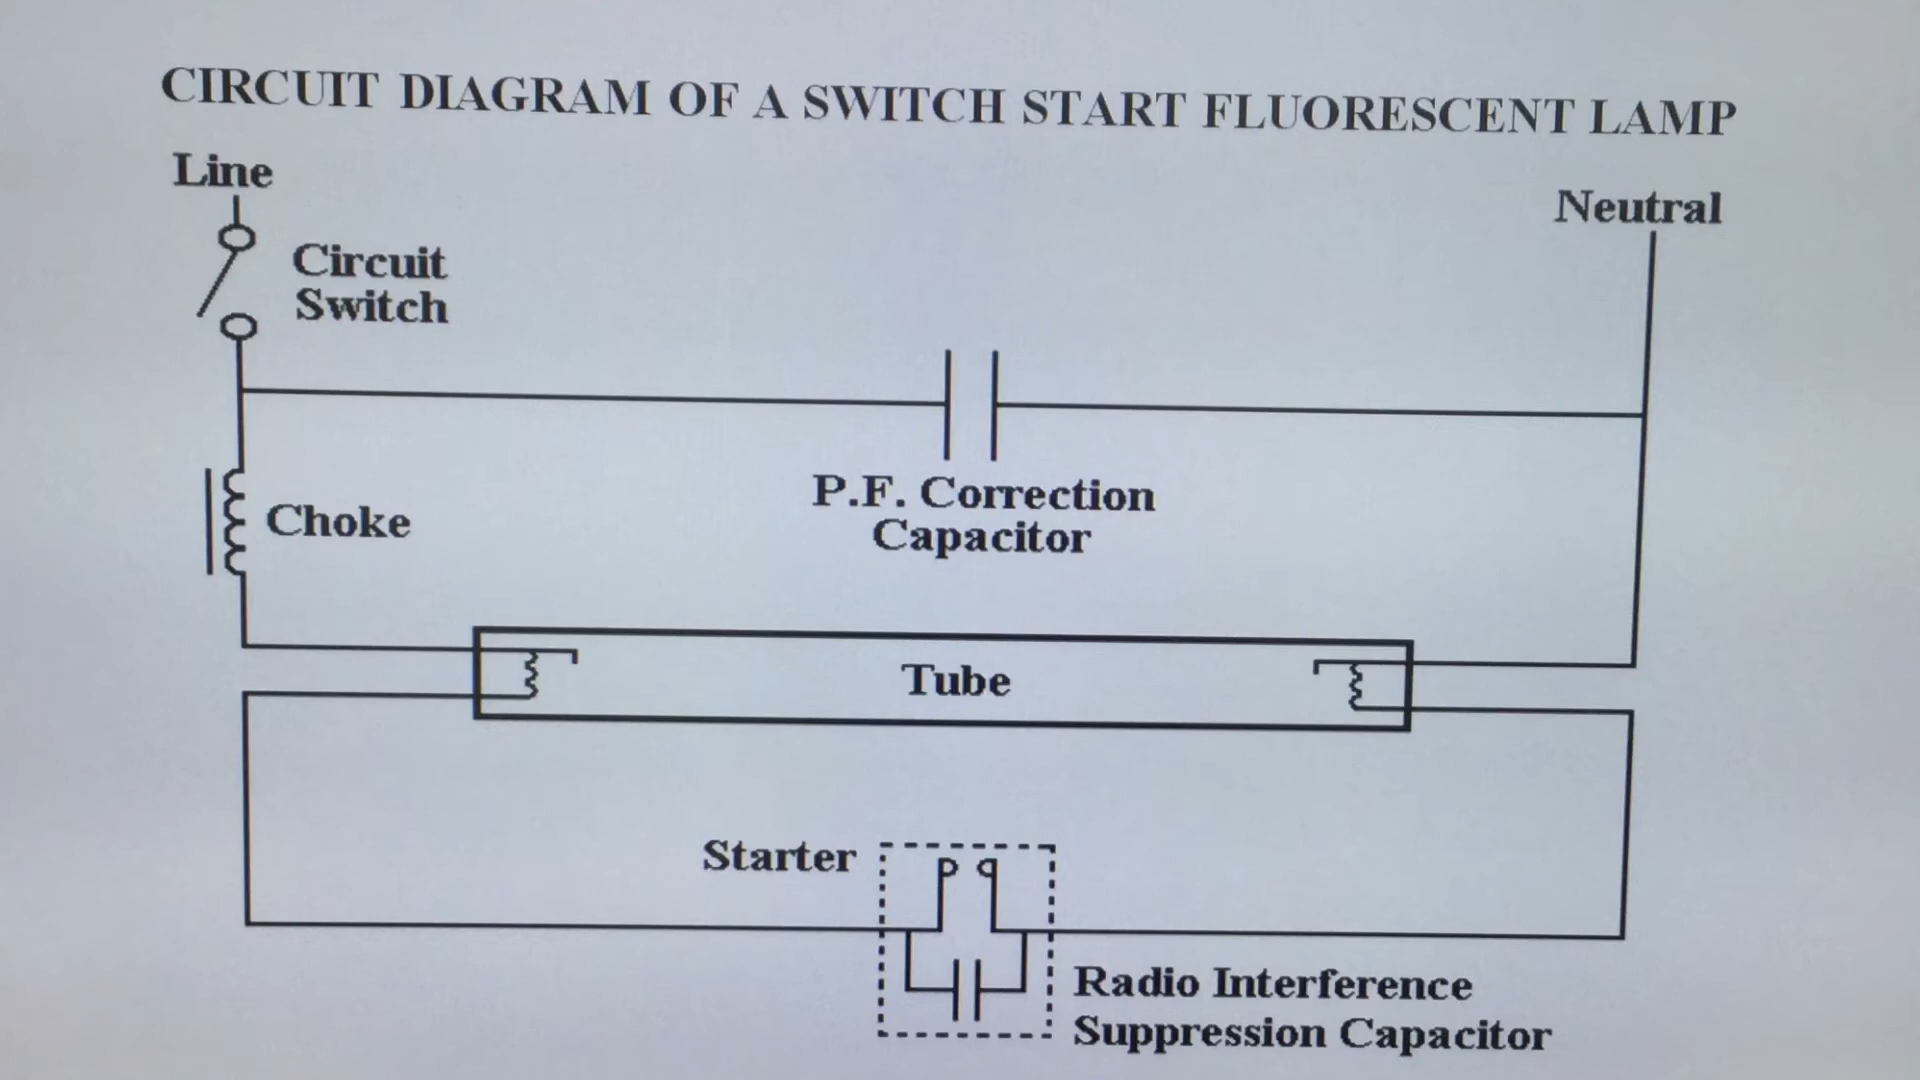 CIRCUIT DIAGRAM OF A SWITCH START FLUORESCENT LAMP
Line
Neutral
Circuit
Switch
P.F. Correction
Capacitor
Choke
Tube
Starter
Radio Interference
Suppression Capacitor